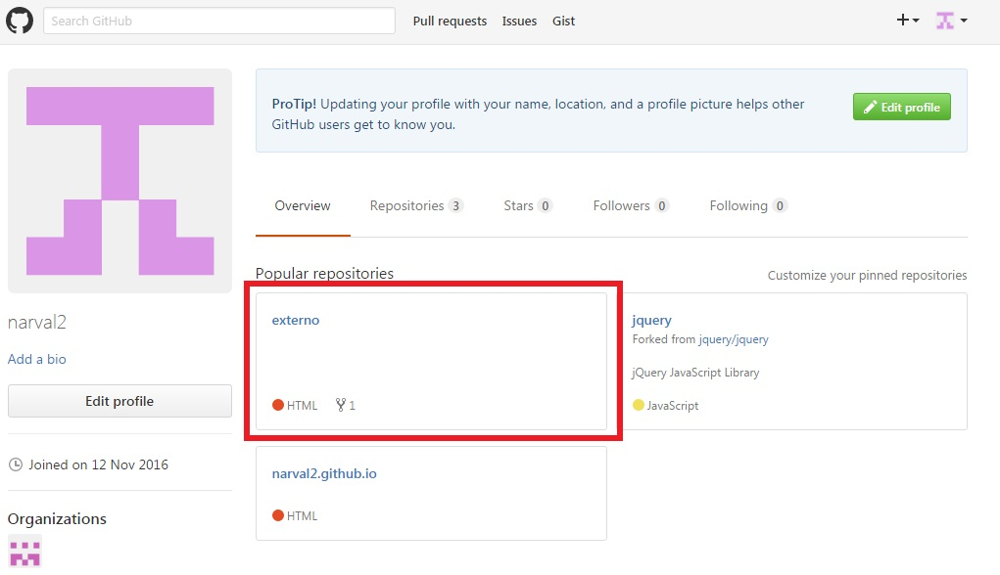 Search GitHub
Pull requests Issues Gist
ProTip! Updating your profile with your name, location, and a profile picture helps other
GitHub users get to know you.
Edit profile
Overview Repositories 3 Stars 0 Followers 0 Following 0
Popular repositories
Customize your pinned repositories
externo
HTML 1
jquery
Forked from jquery/jquery
jQuery JavaScript Library
JavaScript
narval2.github.io
HTML
narval2
Add a bio
Edit profile
Joined on 12 Nov 2016
Organizations